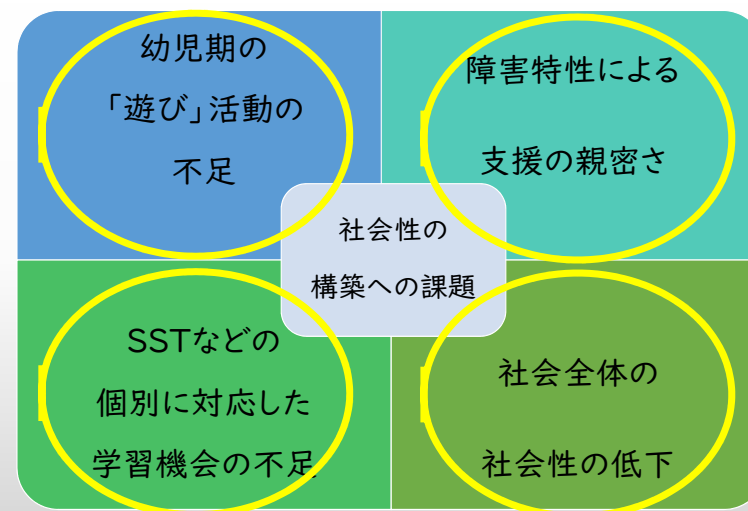 幼児期の
「遊び」活動の
不足
障害特性による
支援の親密さ
社会性の
構築への課題
SSTなどの
個別に対応した
学習機会の不足
社会全体の
社会性の低下